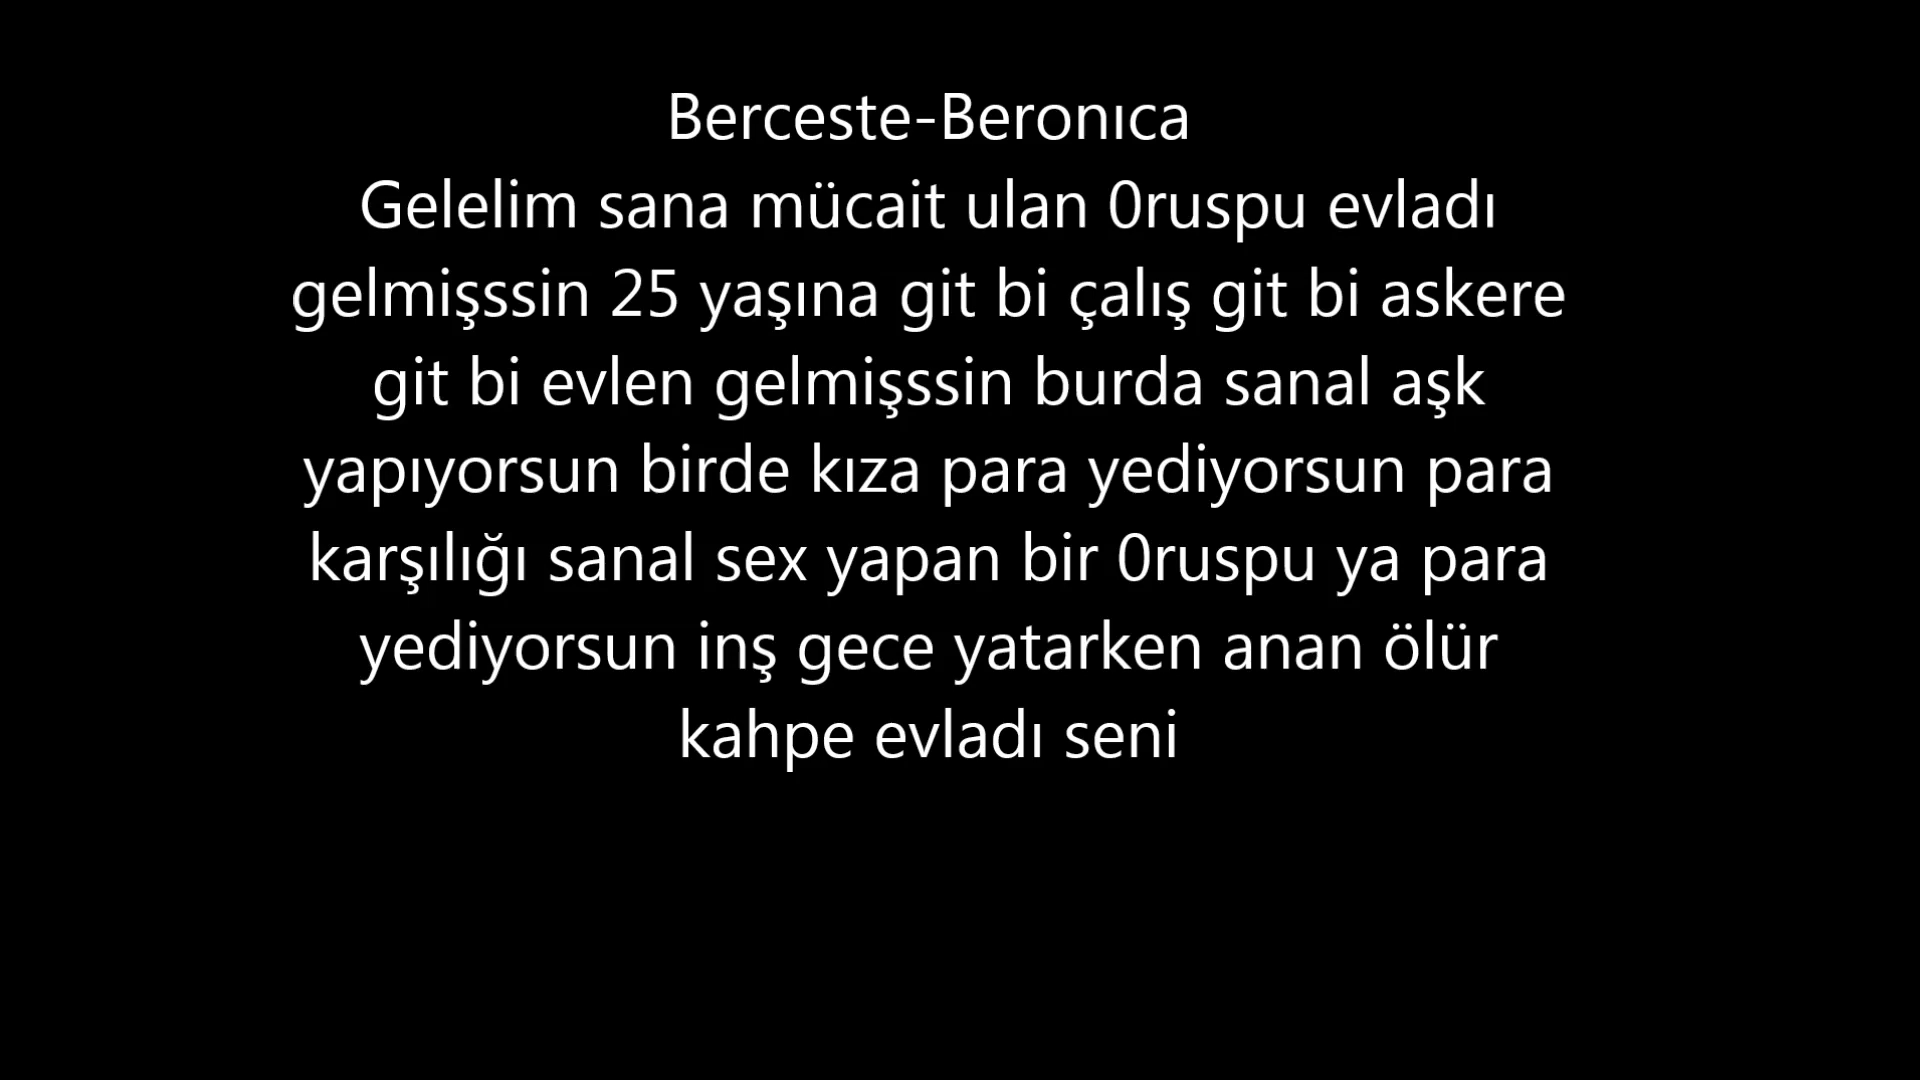 Berceste-Beronıca
Gelelim sana mücait ulan 0ruspu evladı
gelmişssin 25 yaşına git bi çalış git bi askere
git bi evlen gelmişssin burda sanal aşk
yapıyorsun birde kıza para yediyorsun para
karşılığı sanal sex yapan bir 0ruspu ya para
yediyorsun inş gece yatarken anan ölür
kahpe evladı seni